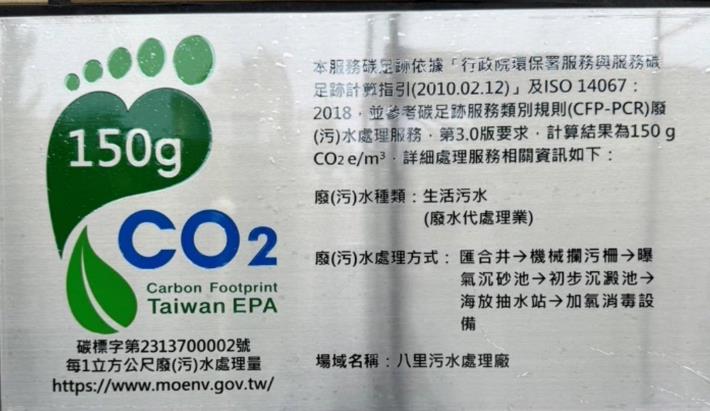 150g
CO2
Carbon Footprint
Taiwan EPA
碳標字第2313700002號
每1立方公尺廢(污)水處理量
https://www.moenv.gov.tw/
本服務碳足跡依據「行政院環保署服務與服務碳
足跡計算指引(2010.02.12)」及ISO 14067：
2018，並參考碳足跡服務類別規則(CFP-PCR)廢
(污)水處理服務，第3.0版要求，計算結果為150 g
CO2 e/m³，詳細處理服務相關資訊如下：
廢(污)水種類：生活污水
(廢水代處理業)
廢(污)水處理方式：匯合井→機械攔污柵→曝
氣沉砂池→初步沉澱池→
海放抽水站→加氯消毒設
備
場域名稱：八里污水處理廠